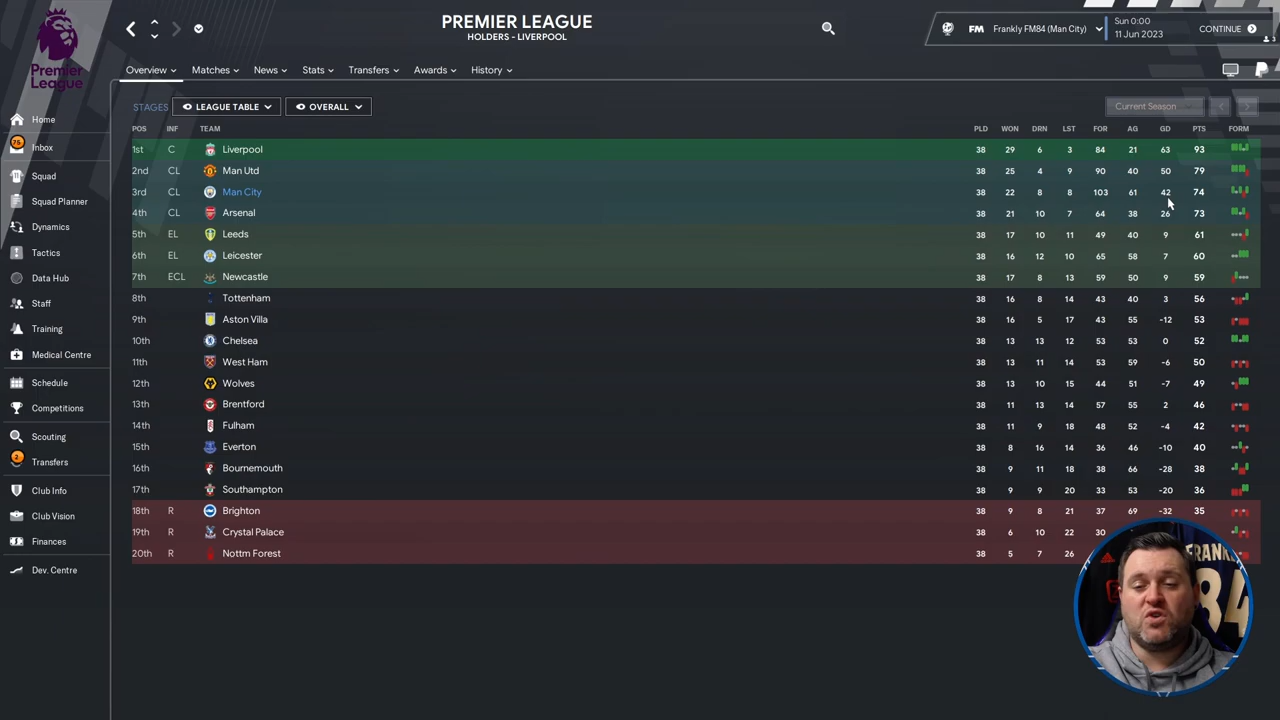 PREMIER LEAGUE
HOLDERS - LIVERPOOL
FM Frankly FM84 (Man City)
Sun 0:00
11 Jun 2023
CONTINUE
3
Premier
League
Overview Matches News Stats Transfers Awards History
STAGES LEAGUE TABLE OVERALL Current Season
POS INF TEAM PLD WON DRN LST FOR AG GD PTS FORM
1st C Liverpool 38 29 6 3 84 21 63 93
2nd CL Man Utd 38 25 4 9 90 40 50 79
3rd CL Man City 38 22 8 8 103 61 42 74
4th CL Arsenal 38 21 10 7 64 38 26 73
5th EL Leeds 38 17 10 11 49 40 9 61
6th EL Leicester 38 16 12 10 65 58 7 60
7th ECL Newcastle 38 17 8 13 59 50 9 59
8th Tottenham 38 16 8 14 43 40 3 56
9th Aston Villa 38 16 5 17 43 55 -12 53
10th Chelsea 38 13 13 12 53 53 0 52
11th West Ham 38 13 11 14 53 59 -6 50
12th Wolves 38 13 10 15 44 51 -7 49
13th Brentford 38 11 13 14 57 55 2 46
14th Fulham 38 11 9 18 48 52 -4 42
15th Everton 38 8 16 14 36 46 -10 40
16th Bournemouth 38 9 11 18 38 66 -28 38
17th Southampton 38 9 9 20 33 53 -20 36
18th R Brighton 38 9 8 21 37 69 -32 35
19th R Crystal Palace 38 6 10 22 30
20th R Nottm Forest 38 5 7 26
Home
75
Inbox
Squad
Squad Planner
Dynamics
Tactics
Data Hub
Staff
Training
Medical Centre
Schedule
Competitions
Scouting
2
Transfers
Club Info
Club Vision
Finances
Dev. Centre
FRANK
84